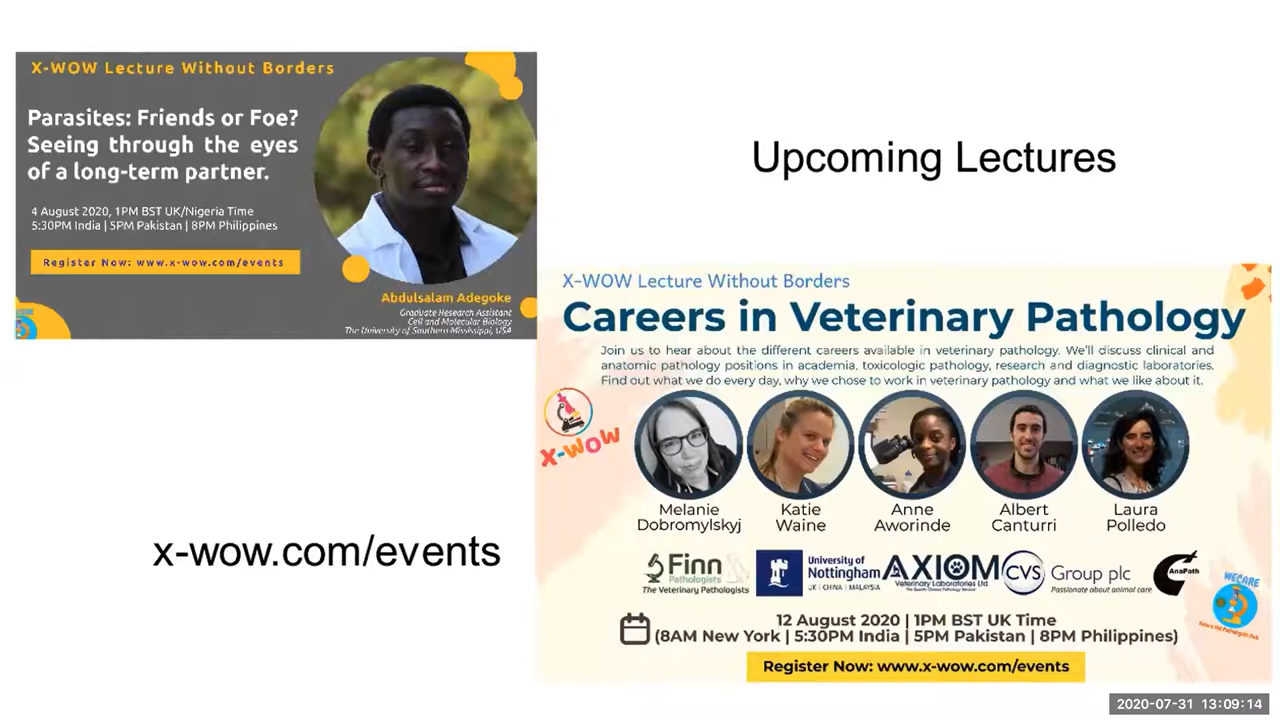 X-WOW Lecture Without Borders
Parasites: Friends or Foe?
Seeing through the eyes
of a long-term partner.
4 August 2020, 1PM BST UK/Nigeria Time
5:30PM India | 5PM Pakistan | 8PM Philippines
Register Now: www.x-wow.com/events
Abdulsalam Adegoke
Graduate Research Assistant
Cell and Molecular Biology
The University of Southern Mississippi, USA
Upcoming Lectures
X-WOW Lecture Without Borders
Careers in Veterinary Pathology
Join us to hear about the different careers available in veterinary pathology. We'll discuss clinical and
anatomic pathology positions in academia, toxicologic pathology, research and diagnostic laboratories.
Find out what we do every day, why we chose to work in veterinary pathology and what we like about it.
X-WOW
Melanie
Dobromylskyj
Katie
Waine
Anne
Aworinde
Albert
Canturri
Laura
Polledo
x-wow.com/events
Finn
Pathologists
The Veterinary Pathologists
University of
Nottingham
UK | CHINA | MALAYSIA
AXIOM
Veterinary Laboratories Ltd
CVS Group plc
Passionate about animal care
AnaPath
WECARE
12 August 2020 | 1PM BST UK Time
(8AM New York | 5:30PM India | 5PM Pakistan | 8PM Philippines)
Register Now: www.x-wow.com/events
2020-07-31 13:09:14